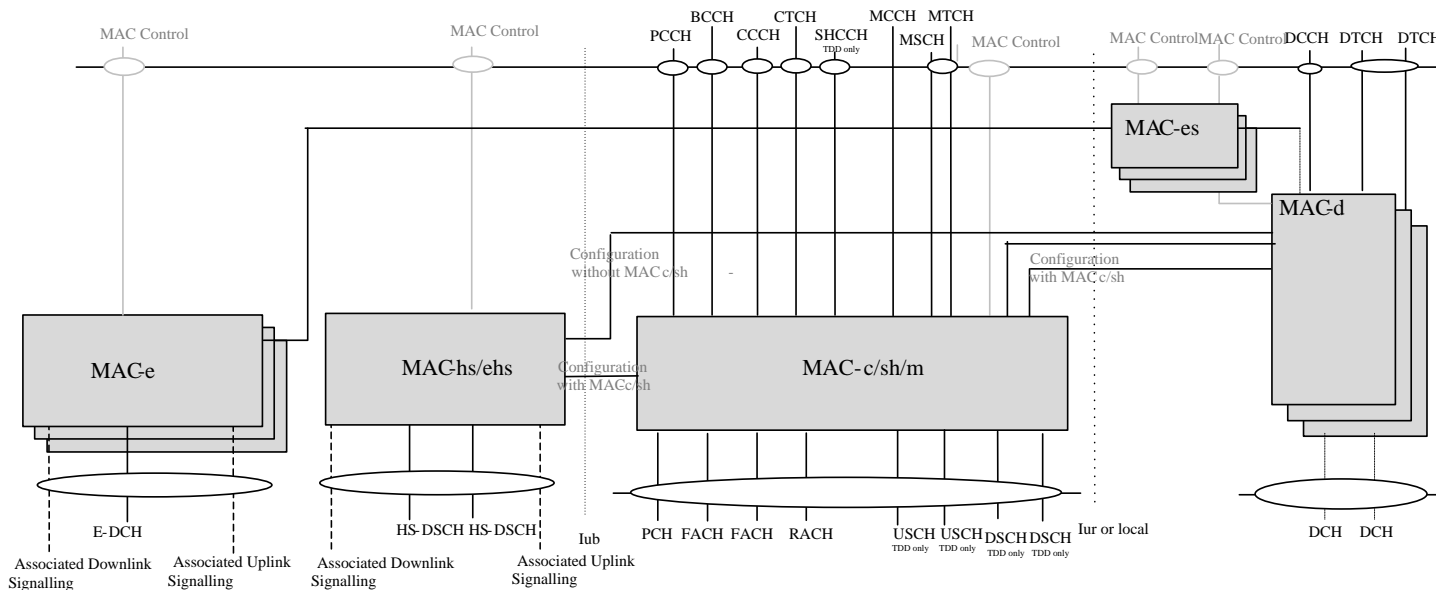 BCCH
CTCH
MCCH
MTCH
MAC Control
MAC Control
PCCH
CCCH
SHCCH
TDD only
MSCH
MAC Control
MAC Control
MAC Control
DCCH
DTCH
DTCH
MAC-es
MAC-d
Configuration
without MAC c/sh -
Configuration
with MAC c/sh
MAC-e
MAC-hs/ehs
Configuration
with MAC-c/sh
MAC-c/sh/m
E-DCH
HS-DSCH
HS-DSCH
Iub
PCH
FACH
FACH
RACH
USCH
TDD only
USCH
TDD only
DSCH
TDD only
DSCH
TDD only
Iur or local
DCH
DCH
Associated Downlink
Signalling
Associated Uplink
Signalling
Associated Downlink
Signalling
Associated Uplink
Signalling